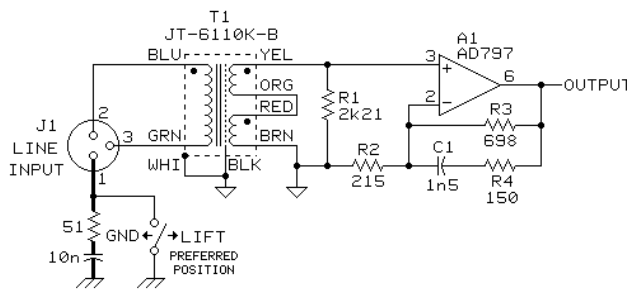 T1
JT-6110K-B
BLU
YEL
ORG
RED
GRN
BRN
WHI
BLK
A1
AD797
3
+
2
−
6
OUTPUT
R1
2k21
R2
215
R3
698
C1
1n5
R4
150
J1
LINE
INPUT
2
3
1
51
10n
GND
LIFT
PREFERRED
POSITION